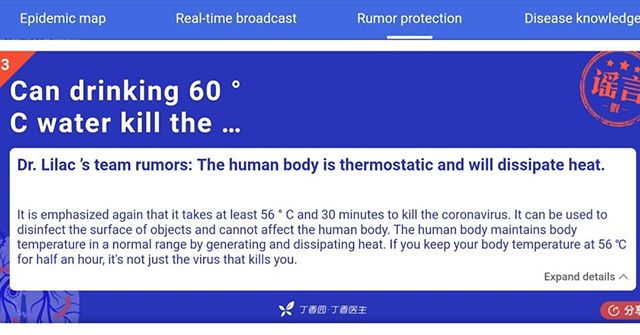 Epidemic map
Real-time broadcast
Rumor protection
Disease knowledge
3
Can drinking 60 °
C water kill the ...
谣言
假
Dr. Lilac 's team rumors: The human body is thermostatic and will dissipate heat.
It is emphasized again that it takes at least 56 ° C and 30 minutes to kill the coronavirus. It can be used to
disinfect the surface of objects and cannot affect the human body. The human body maintains body
temperature in a normal range by generating and dissipating heat. If you keep your body temperature at 56 ℃
for half an hour, it's not just the virus that kills you.
Expand details
丁香园·丁香医生
分享